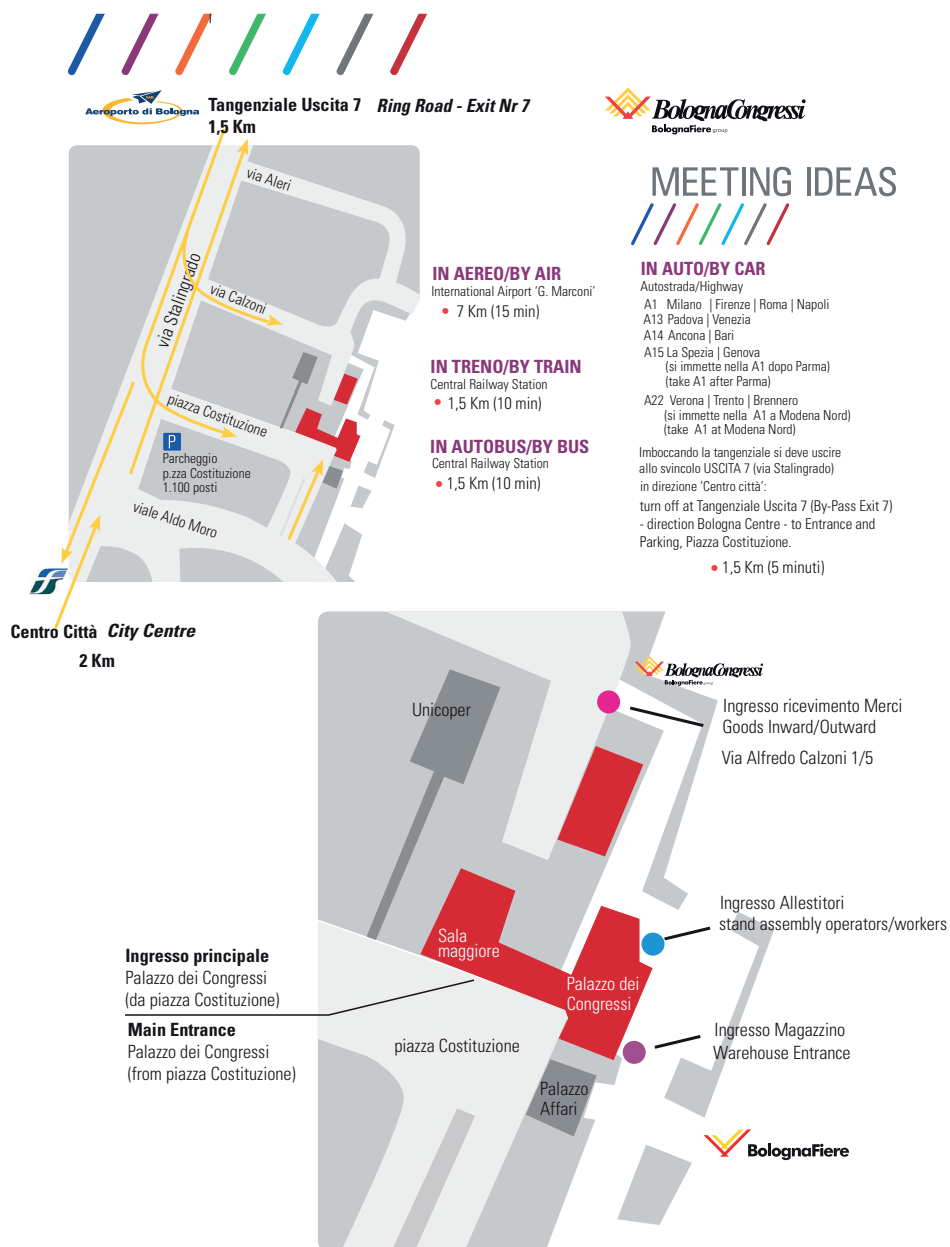 Aeroporto di Bologna
Tangenziale Uscita 7 Ring Road - Exit Nr 7
1,5 Km
BolognaCongressi
BolognaFiere group
MEETING IDEAS
via Aleri
via Stalingrado
via Calzoni
piazza Costituzione
P
Parcheggio
p.zza Costituzione
1.100 posti
viale Aldo Moro
Centro Città City Centre
2 Km
IN AEREO/BY AIR
International Airport 'G. Marconi'
• 7 Km (15 min)
IN TRENO/BY TRAIN
Central Railway Station
• 1,5 Km (10 min)
IN AUTOBUS/BY BUS
Central Railway Station
• 1,5 Km (10 min)
IN AUTO/BY CAR
Autostrada/Highway
A1 Milano | Firenze | Roma | Napoli
A13 Padova | Venezia
A14 Ancona | Bari
A15 La Spezia | Genova
(si immette nella A1 dopo Parma)
(take A1 after Parma)
A22 Verona | Trento | Brennero
(si immette nella A1 a Modena Nord)
(take A1 at Modena Nord)
Imboccando la tangenziale si deve uscire
allo svincolo USCITA 7 (via Stalingrado)
in direzione 'Centro città':
turn off at Tangenziale Uscita 7 (By-Pass Exit 7)
- direction Bologna Centre - to Entrance and
Parking, Piazza Costituzione.
• 1,5 Km (5 minuti)
BolognaCongressi
BolognaFiere group
Unicoper
Ingresso ricevimento Merci
Goods Inward/Outward
Via Alfredo Calzoni 1/5
Ingresso Allestitori
stand assembly operators/workers
Sala
maggiore
Palazzo dei
Congressi
Ingresso principale
Palazzo dei Congressi
(da piazza Costituzione)
Main Entrance
Palazzo dei Congressi
(from piazza Costituzione)
piazza Costituzione
Ingresso Magazzino
Warehouse Entrance
Palazzo
Affari
BolognaFiere